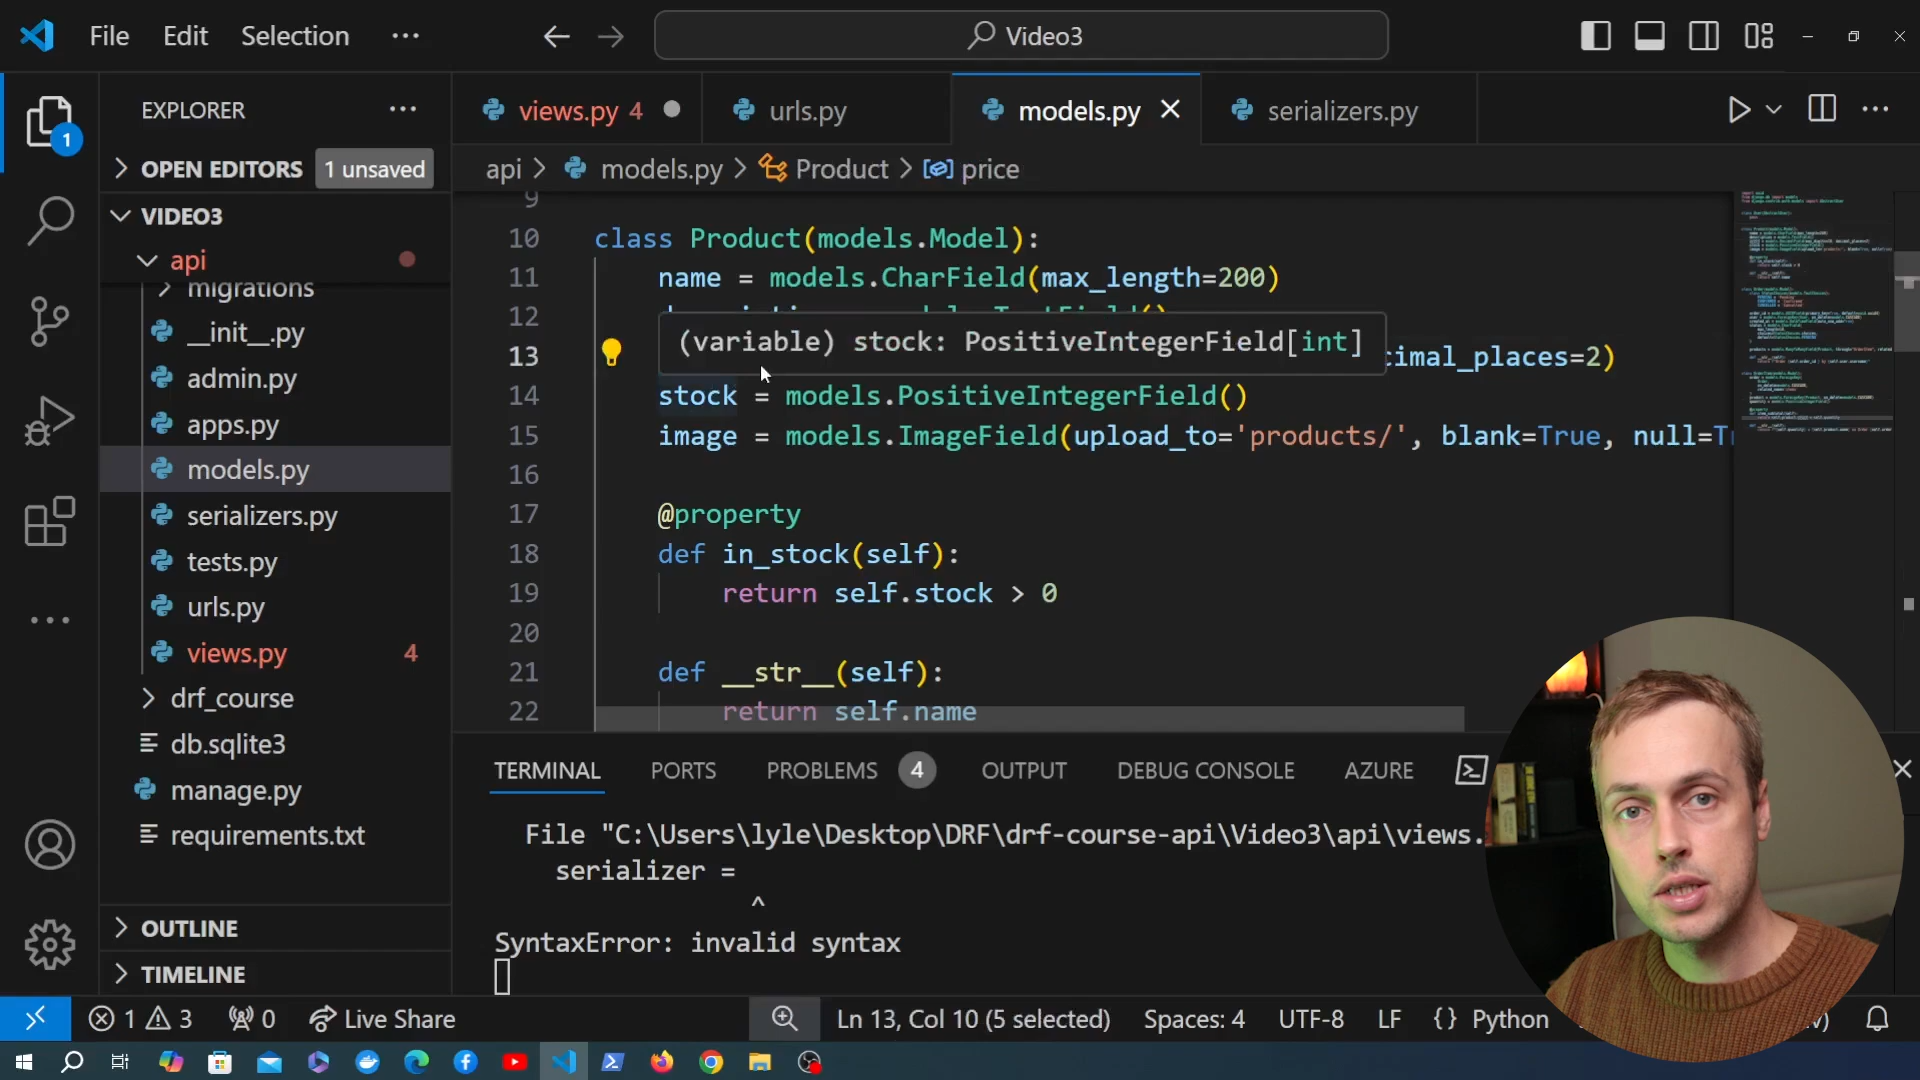 File Edit Selection ··· Video3
EXPLORER ···
OPEN EDITORS 1 unsaved
VIDEO3
api
migrations
__init__.py
admin.py
apps.py
models.py
serializers.py
tests.py
urls.py
views.py 4
drf_course
db.sqlite3
manage.py
requirements.txt
OUTLINE
TIMELINE
1
views.py 4 urls.py models.py serializers.py
api > models.py > Product > price
9
10 class Product(models.Model):
11 name = models.CharField(max_length=200)
12
(variable) stock: PositiveIntegerField[int]
13 cimal_places=2)
14 stock = models.PositiveIntegerField()
15 image = models.ImageField(upload_to='products/', blank=True, null=Tr
16
17 @property
18 def in_stock(self):
19 return self.stock > 0
20
21 def __str__(self):
22 return self.name
TERMINAL PORTS PROBLEMS 4 OUTPUT DEBUG CONSOLE AZURE
File "C:\Users\lyle\Desktop\DRF\drf-course-api\Video3\api\views.
serializer =
^
SyntaxError: invalid syntax
1 3 0 Live Share Ln 13, Col 10 (5 selected) Spaces: 4 UTF-8 LF {} Python